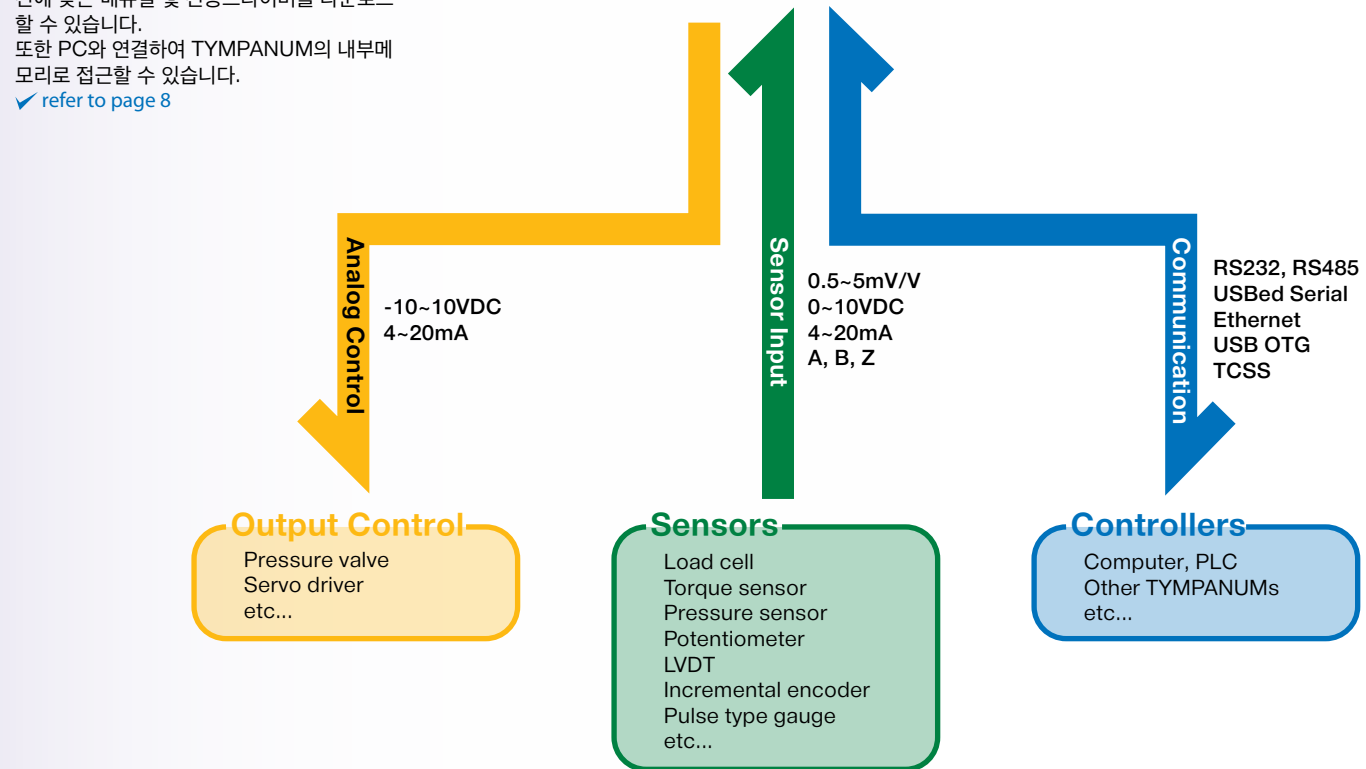 할 수 있습니다.
또한 PC와 연결하여 TYMPANUM의 내부메
모리로 접근할 수 있습니다.
refer to page 8
Analog Control
-10~10VDC
4~20mA
Sensor Input
0.5~5mV/V
0~10VDC
4~20mA
A, B, Z
Communication
RS232, RS485
USBed Serial
Ethernet
USB OTG
TCSS
Output Control
Pressure valve
Servo driver
etc...
Sensors
Load cell
Torque sensor
Pressure sensor
Potentiometer
LVDT
Incremental encoder
Pulse type gauge
etc...
Controllers
Computer, PLC
Other TYMPANUMs
etc...